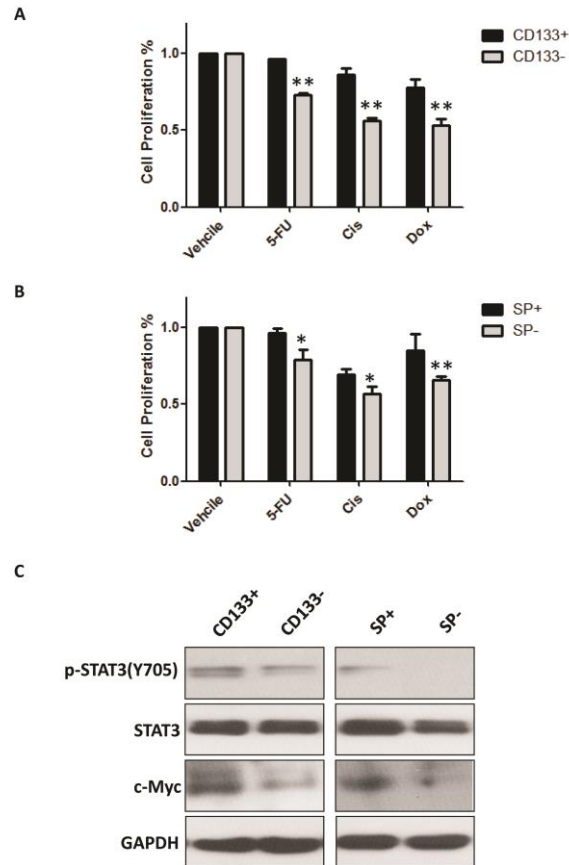 A
Cell Proliferation %
1.0
0.5
0.0
CD133+
CD133-
**
**
**
Vehcile
5-FU
Cis
Dox
B
Cell Proliferation %
1.0
0.5
0.0
SP+
SP-
*
*
**
Vehcile
5-FU
Cis
Dox
C
CD133+ CD133- SP+ SP-
p-STAT3(Y705)
STAT3
c-Myc
GAPDH